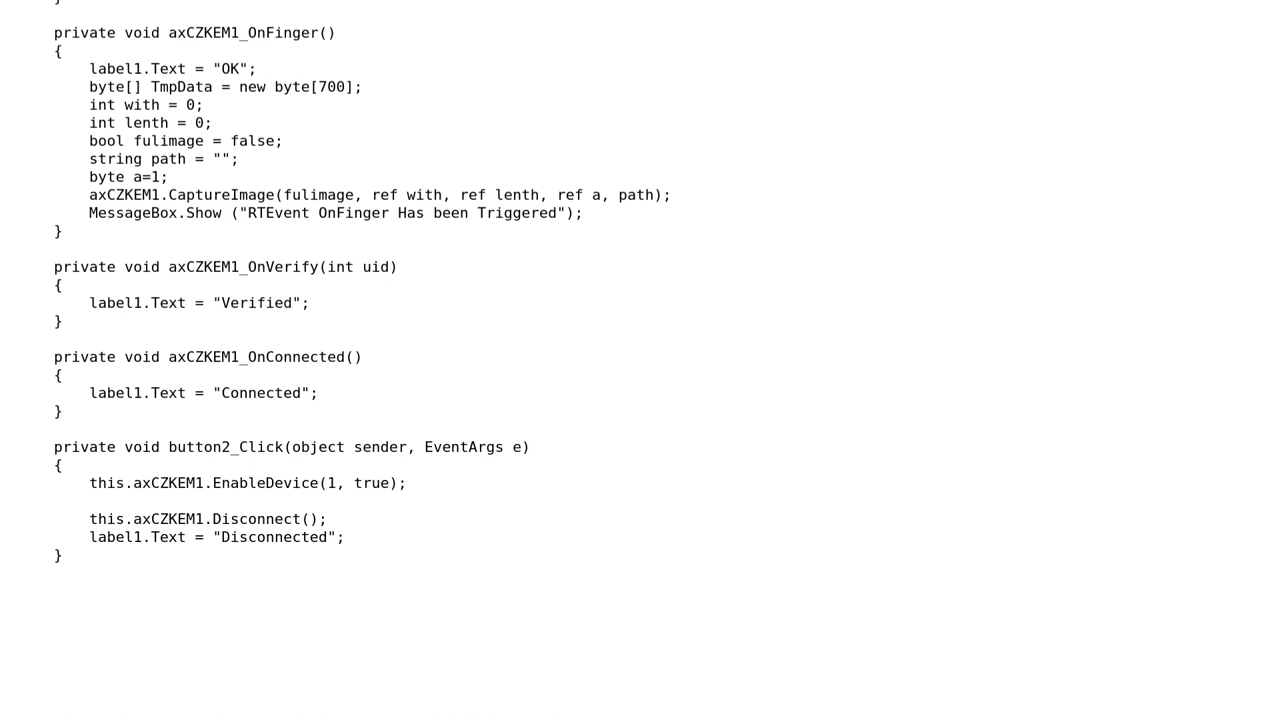 }
private void axCZKEM1_OnFinger()
{
label1.Text = "OK";
byte[] TmpData = new byte[700];
int with = 0;
int lenth = 0;
bool fulimage = false;
string path = "";
byte a=1;
axCZKEM1.CaptureImage(fulimage, ref with, ref lenth, ref a, path);
MessageBox.Show ("RTEvent OnFinger Has been Triggered");
}
private void axCZKEM1_OnVerify(int uid)
{
label1.Text = "Verified";
}
private void axCZKEM1_OnConnected()
{
label1.Text = "Connected";
}
private void button2_Click(object sender, EventArgs e)
{
this.axCZKEM1.EnableDevice(1, true);
this.axCZKEM1.Disconnect();
label1.Text = "Disconnected";
}